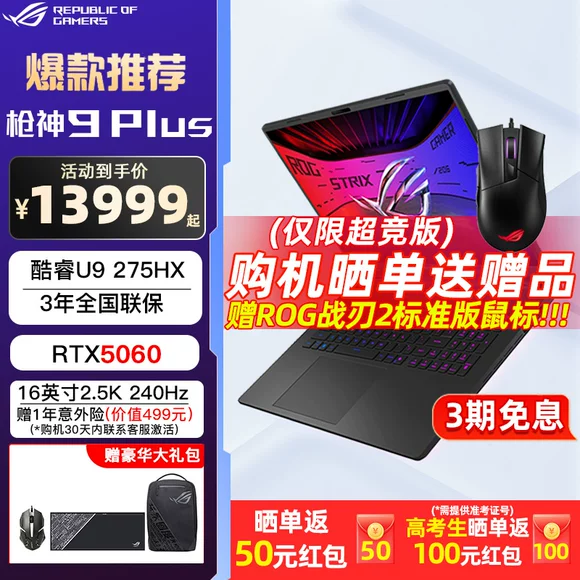 REPUBLIC OF
GAMERS
爆款推荐
枪神9 Plus
活动到手价
¥13999起
酷睿U9 275HX
3年全国联保
RTX5060
16英寸2.5K 240Hz
赠1年意外险(价值499元)
(*购机30天内联系客服激活)
赠豪华大礼包
ROG
STRIX
GAMER
(仅限超竞版)
购机晒单送赠品
赠ROG战刃2标准版鼠标!!!
3期免息
晒单返
50元红包
50
(*需提供准考证号)
高考生晒单返
100元红包
100